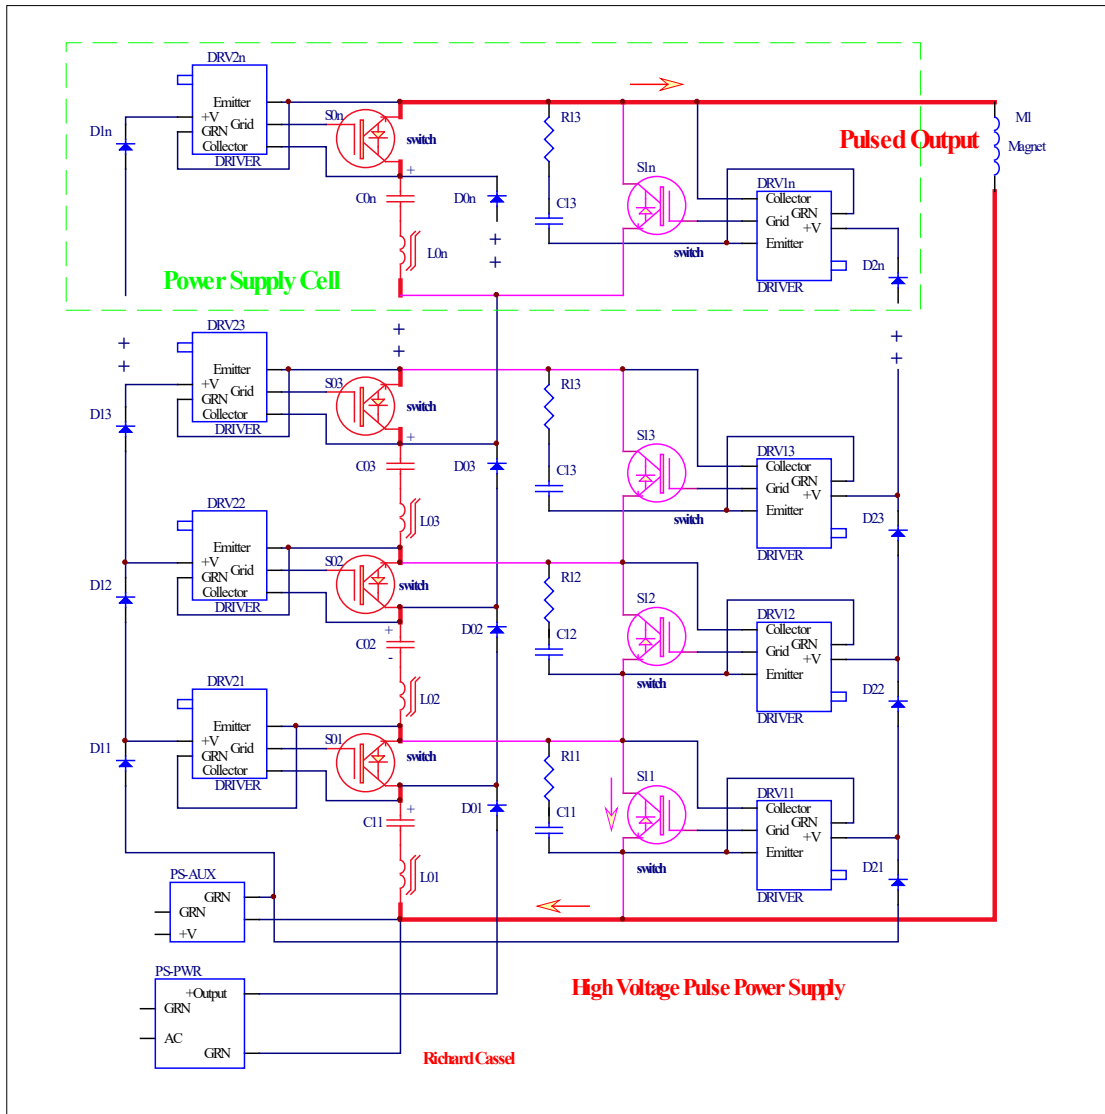 DRV2n
Emitter
+V
Grid
GRN
Collector
DRIVER
D1n
S0n
switch
+
C0n
D0n
+
+
L0n
R13
C13
S1n
switch
Pulsed Output
M1
Magnet
DRV1n
Collector
GRN
Grid
+V
Emitter
DRIVER
D2n
Power Supply Cell
+
+
+
+
+
+
DRV23
Emitter
+V
Grid
GRN
Collector
DRIVER
D13
S03
switch
+
C03
D03
L03
R13
C13
S13
switch
DRV13
Collector
GRN
Grid
+V
Emitter
DRIVER
D23
DRV22
Emitter
+V
Grid
GRN
Collector
DRIVER
D12
S02
switch
+
C02
-
D02
L02
R12
C12
S12
switch
DRV12
Collector
GRN
Grid
+V
Emitter
DRIVER
D22
DRV21
Emitter
+V
Grid
GRN
Collector
DRIVER
D11
S01
switch
+
C11
D01
L01
R11
C11
S11
switch
DRV11
Collector
GRN
Grid
+V
Emitter
DRIVER
D21
PS-AUX
GRN
GRN
+V
PS-PWR
+Output
GRN
AC
GRN
High Voltage Pulse Power Supply
Richard Cassel